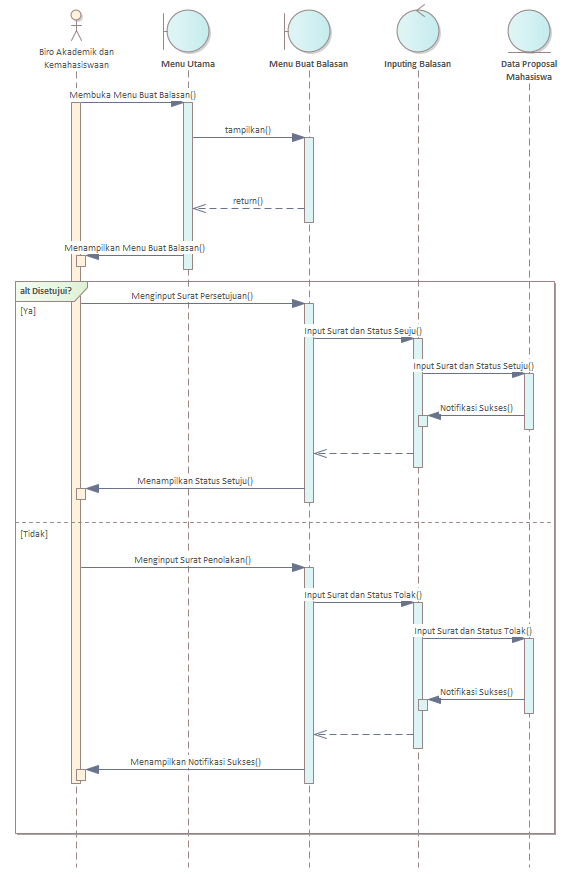 Biro Akademik dan
Kemahasiswaan
Menu Utama
Menu Buat Balasan
Inputing Balasan
Data Proposal
Mahasiswa
Membuka Menu Buat Balasan()
tampilkan()
return()
Menampilkan Menu Buat Balasan()
alt Disetujui?
[Ya]
Menginput Surat Persetujuan()
Input Surat dan Status Seuju()
Input Surat dan Status Setuju()
Notifikasi Sukses()
Menampilkan Status Setuju()
[Tidak]
Menginput Surat Penolakan()
Input Surat dan Status Tolak()
Input Surat dan Status Tolak()
Notifikasi Sukses()
Menampilkan Notifikasi Sukses()